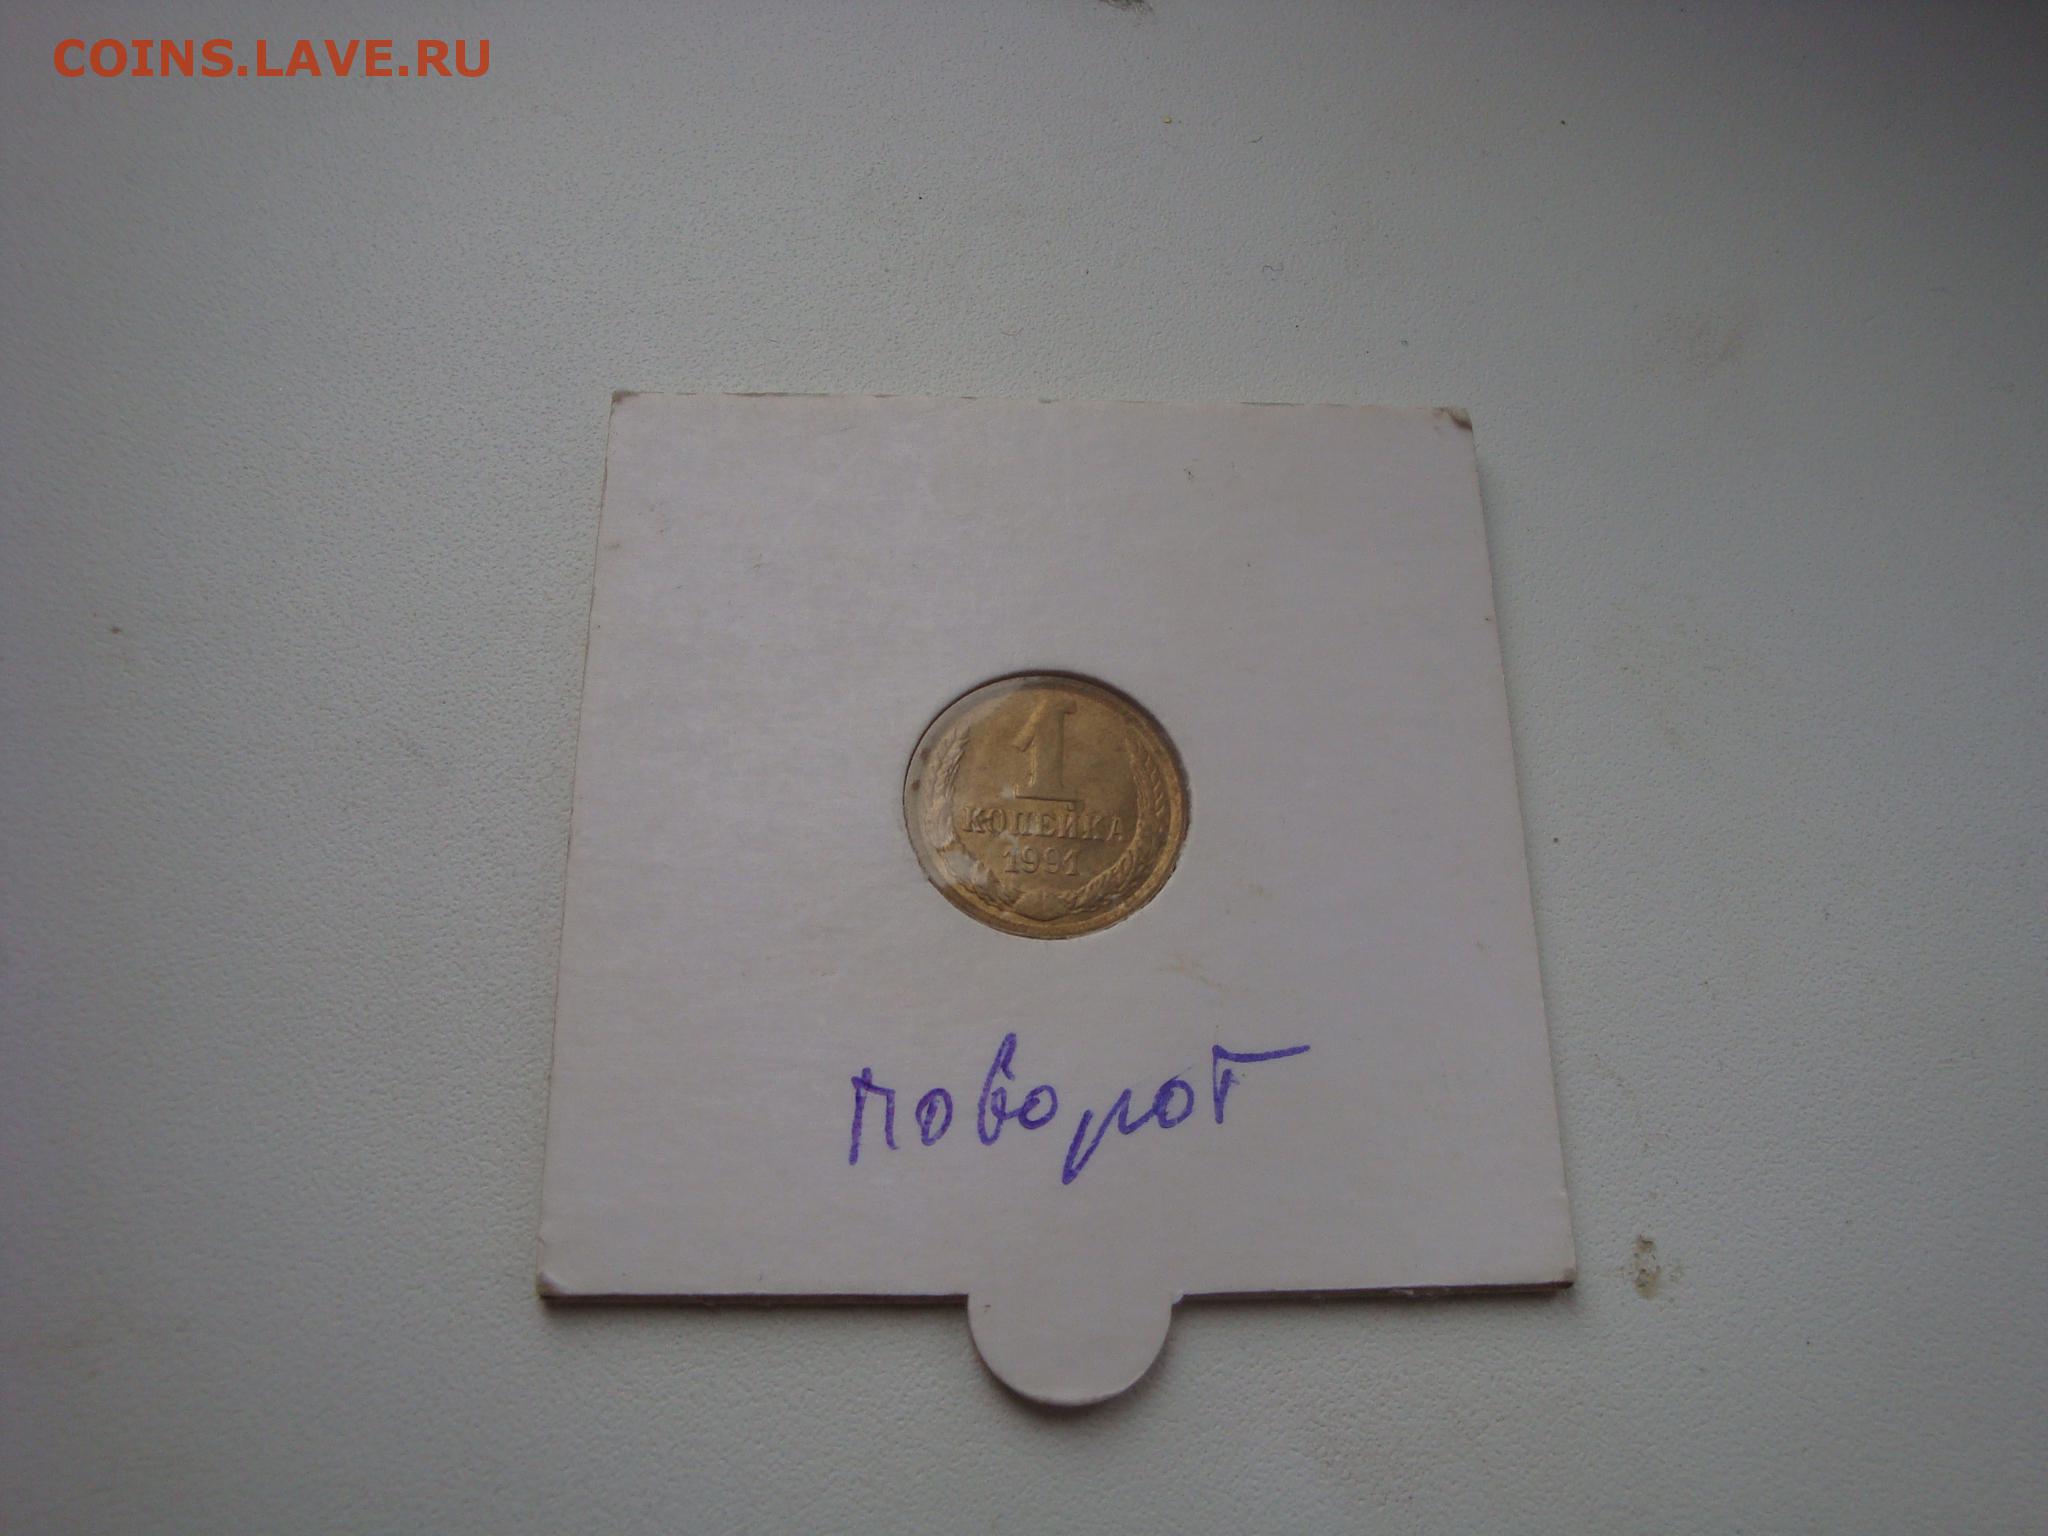 COINS.LAVE.RU
1
КОПЕЙКА
1991
поворот